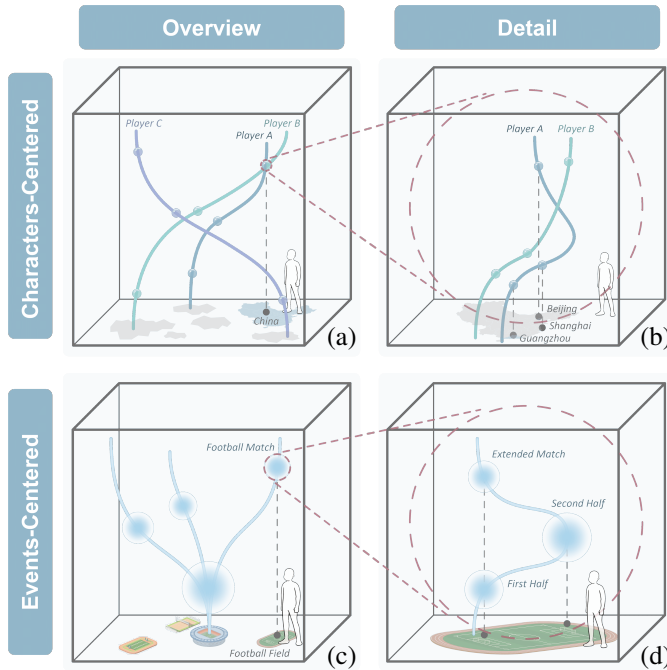 Overview
Detail
Characters-Centered
Player C
Player B
Player A
China
(a)
Player A
Player B
Beijing
Shanghai
Guangzhou
(b)
Events-Centered
Football Match
Football Field
(c)
Extended Match
Second Half
First Half
(d)